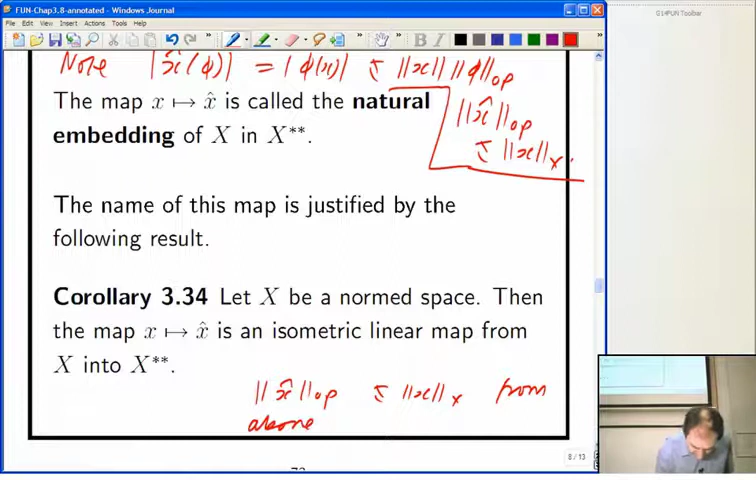 FUN-Chap3.8-annotated - Windows Journal
File Edit View Insert Actions Tools Help
G14FUN Toolbar
Note |x̂(φ)| = |φ(x)| ≤ ||x|| ||φ||op
The map x ↦ x̂ is called the natural
embedding of X in X**.
||x̂||op
≤ ||x||X.
The name of this map is justified by the
following result.
Corollary 3.34 Let X be a normed space. Then
the map x ↦ x̂ is an isometric linear map from
X into X**.
||x̂||op ≤ ||x||X from
above
8 / 13